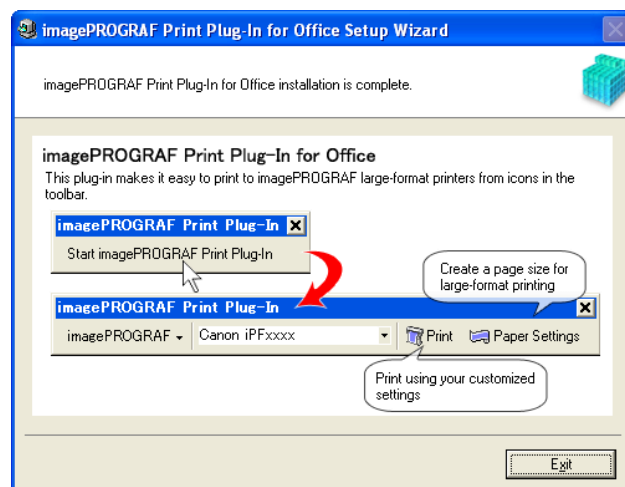 imagePROGRAF Print Plug-In for Office Setup Wizard
imagePROGRAF Print Plug-In for Office installation is complete.
imagePROGRAF Print Plug-In for Office
This plug-in makes it easy to print to imagePROGRAF large-format printers from icons in the
toolbar.
imagePROGRAF Print Plug-In
Start imagePROGRAF Print Plug-In
Create a page size for
large-format printing
imagePROGRAF Print Plug-In
imagePROGRAF
Canon iPFxxxx
Print
Paper Settings
Print using your customized
settings
Exit